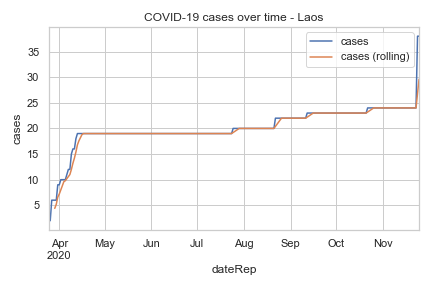 COVID-19 cases over time - Laos
cases
cases (rolling)
35
30
25
20
15
10
5
cases
Apr
2020
May
Jun
Jul
Aug
Sep
Oct
Nov
dateRep